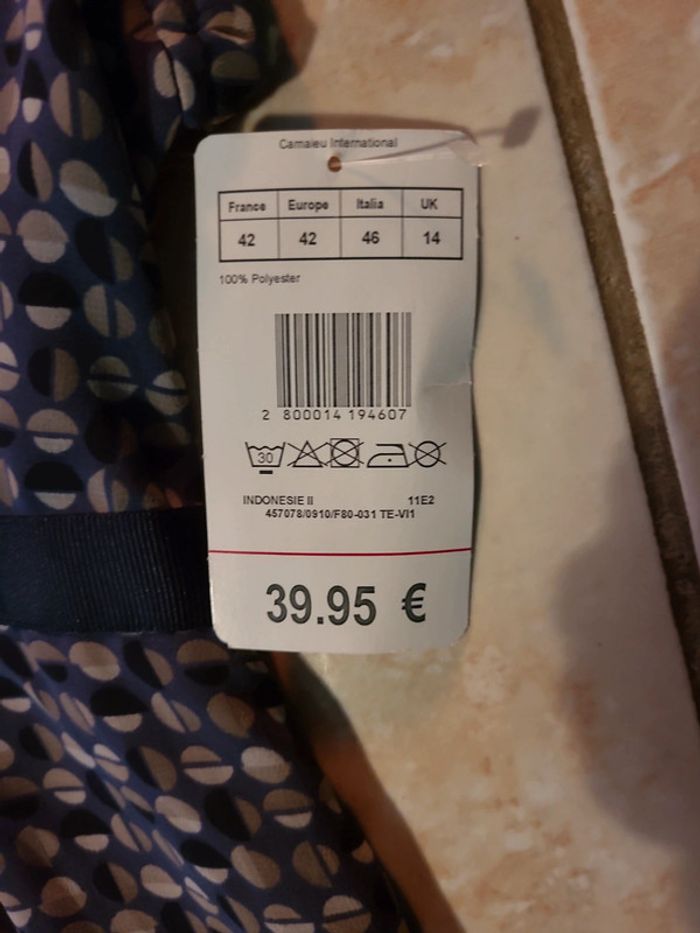 Camaieu International
France Europe Italia UK
42 42 46 14
100% Polyester
2 800014 194607
30
INDONESIE II 11E2
457078/0910/F80-031 TE-VI1
39.95 €